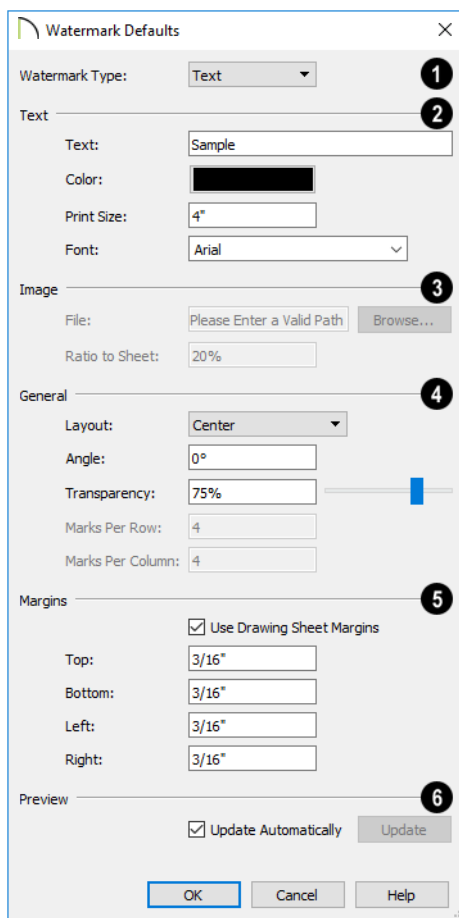 Watermark Defaults
Watermark Type: Text 1
Text 2
Text: Sample
Color:
Print Size: 4"
Font: Arial
Image 3
File: Please Enter a Valid Path Browse...
Ratio to Sheet: 20%
General 4
Layout: Center
Angle: 0°
Transparency: 75%
Marks Per Row: 4
Marks Per Column: 4
Margins 5
Use Drawing Sheet Margins
Top: 3/16"
Bottom: 3/16"
Left: 3/16"
Right: 3/16"
Preview 6
Update Automatically Update
OK Cancel Help